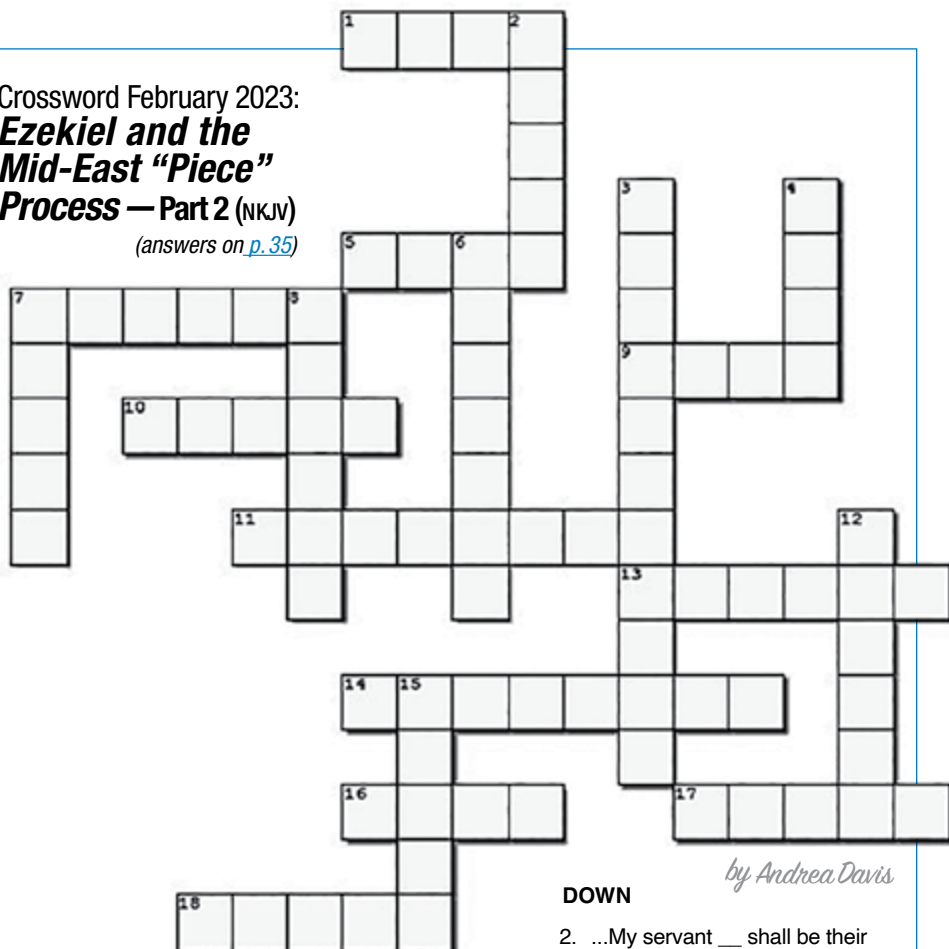 Crossword February 2023:
Ezekiel and the
Mid-East “Piece”
Process — Part 2 (NKJV)
(answers on p. 35)
1 2
3 4
5 6
7 8
9
10
11 12
13
14 15
16 17
by Andrea Davis
18
DOWN
2. ...My servant __ shall be their